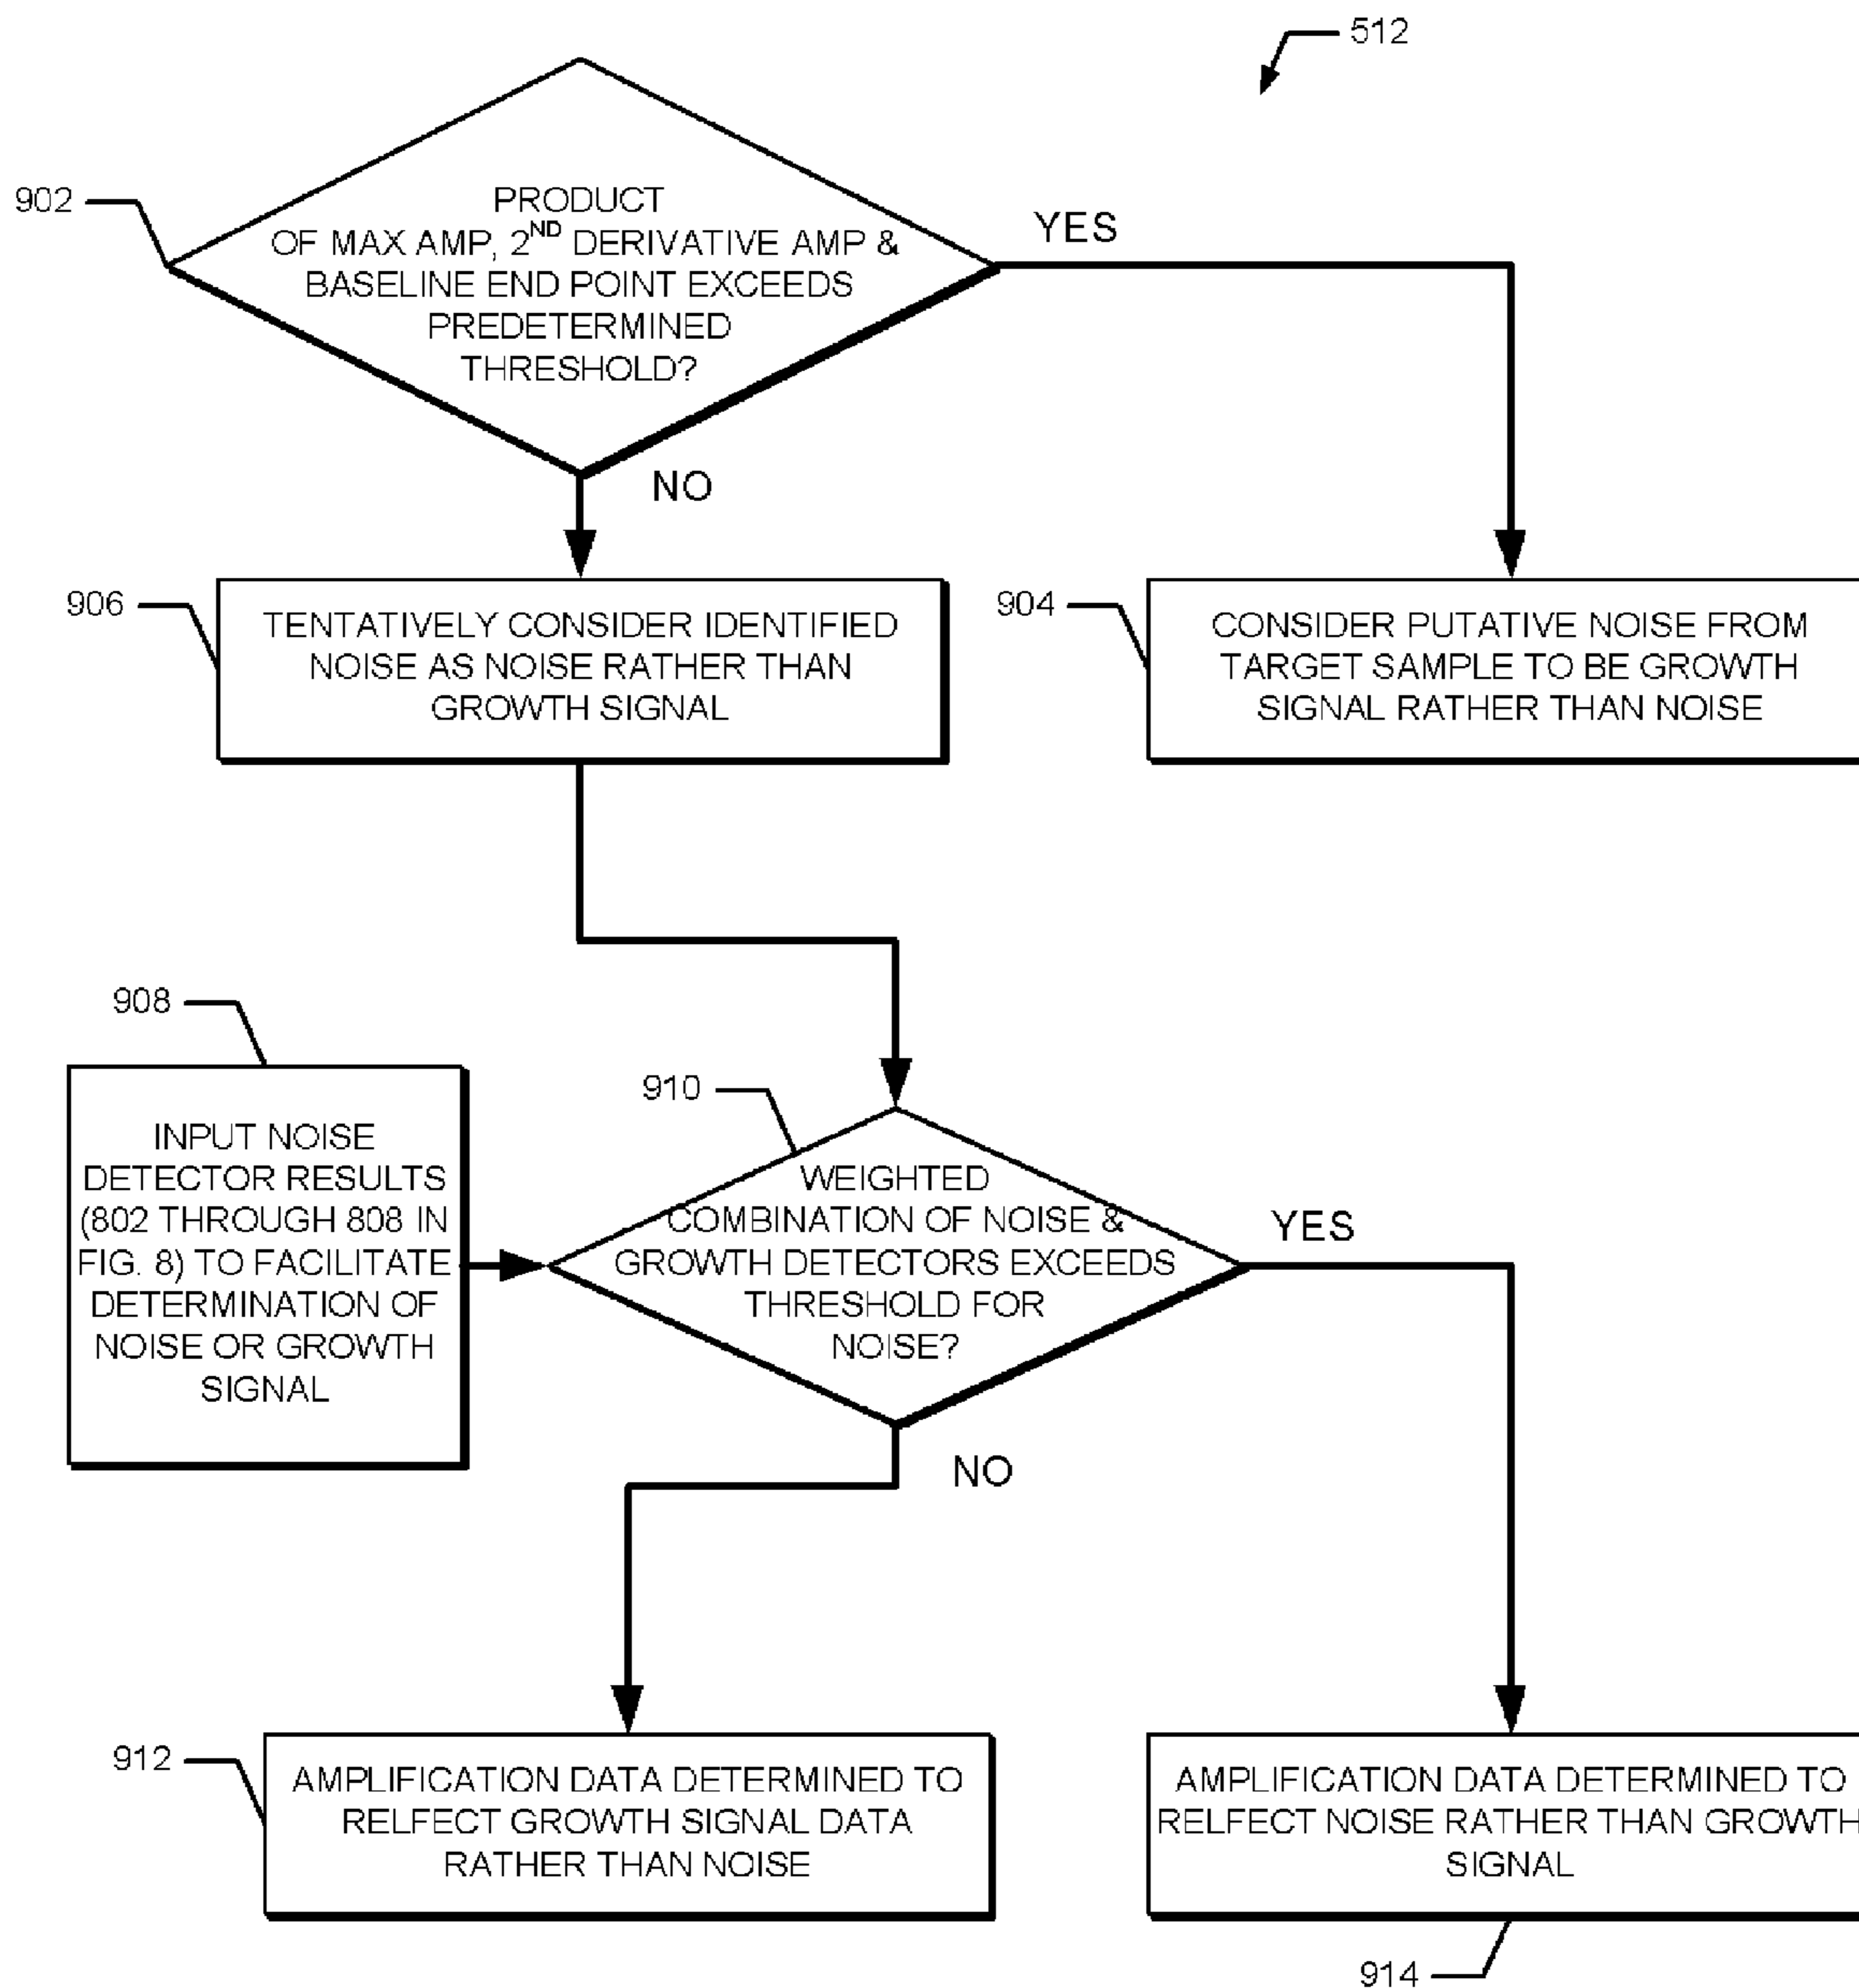 512
902
PRODUCT
OF MAX AMP, 2ND DERIVATIVE AMP &
BASELINE END POINT EXCEEDS
PREDETERMINED
THRESHOLD?
YES
NO
906
TENTATIVELY CONSIDER IDENTIFIED
NOISE AS NOISE RATHER THAN
GROWTH SIGNAL
904
CONSIDER PUTATIVE NOISE FROM
TARGET SAMPLE TO BE GROWTH
SIGNAL RATHER THAN NOISE
908
INPUT NOISE
DETECTOR RESULTS
(802 THROUGH 808 IN
FIG. 8) TO FACILITATE
DETERMINATION OF
NOISE OR GROWTH
SIGNAL
910
WEIGHTED
COMBINATION OF NOISE &
GROWTH DETECTORS EXCEEDS
THRESHOLD FOR
NOISE?
YES
NO
912
AMPLIFICATION DATA DETERMINED TO
RELFECT GROWTH SIGNAL DATA
RATHER THAN NOISE
AMPLIFICATION DATA DETERMINED TO
RELFECT NOISE RATHER THAN GROWTH
SIGNAL
914